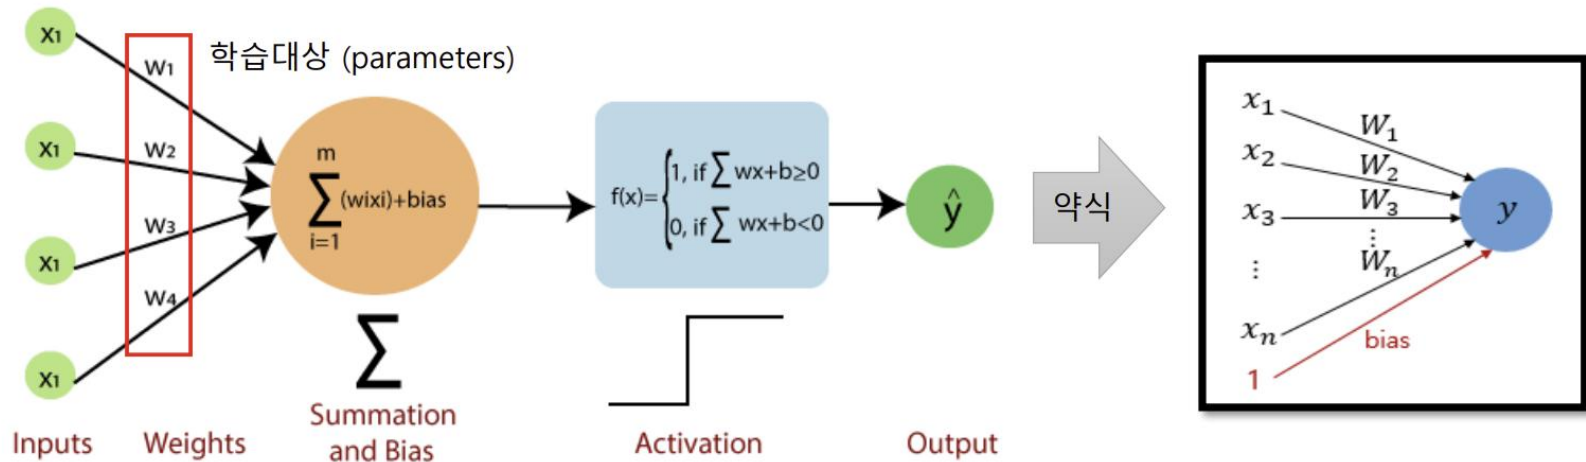 X1
X1
X1
X1
W1
W2
W3
W4
학습대상 (parameters)
m
∑(wixi)+bias
i=1
∑
f(x)={1, if ∑ wx+b≥0
0, if ∑ wx+b<0
ŷ
Inputs
Weights
Summation
and Bias
Activation
Output
약식
x₁
x₂
x₃
⋮
xₙ
1
W₁
W₂
W₃
⋮
Wₙ
bias
y